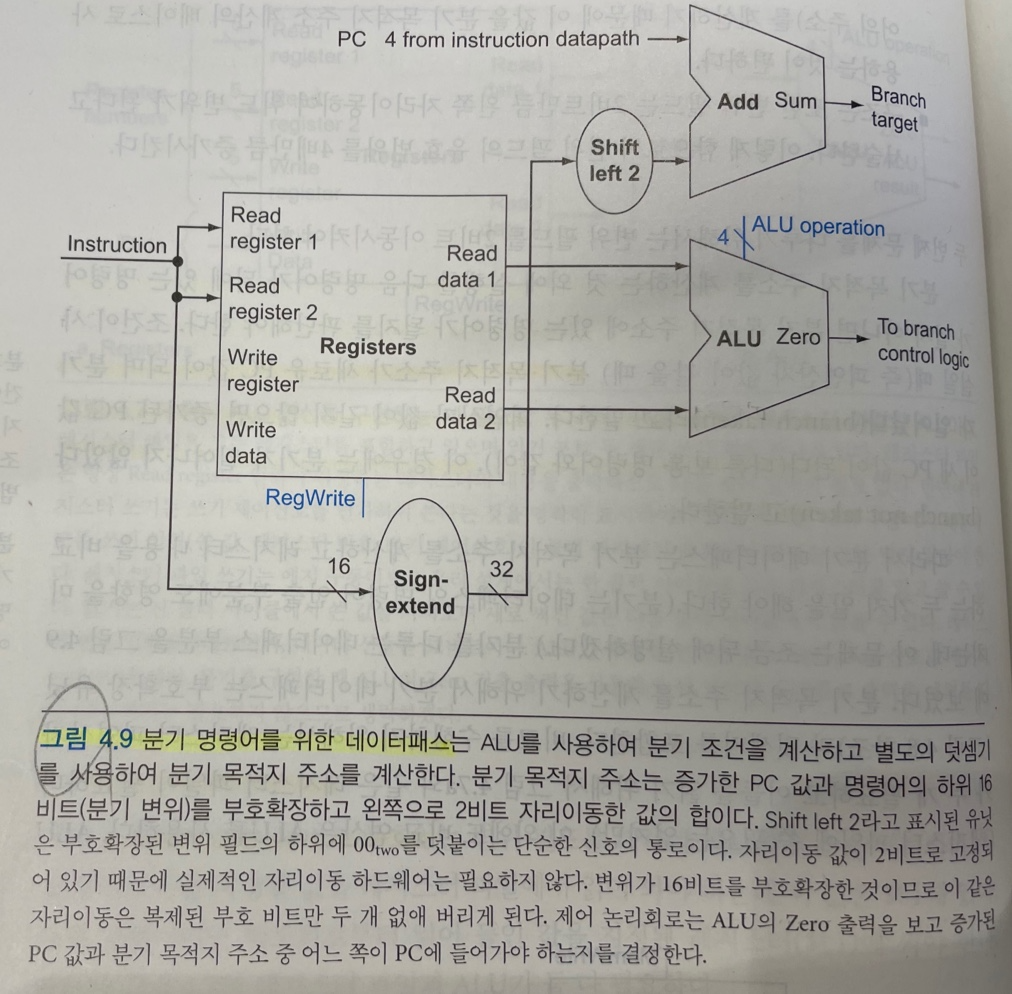 PC 4 from instruction datapath
Add Sum
Branch
target
Shift
left 2
4
ALU operation
Instruction
Read
register 1
Read
data 1
Read
register 2
Registers
Write
register
ALU Zero
To branch
control logic
Read
data 2
Write
data
RegWrite
16
Sign-
extend
32
그림 4.9 분기 명령어를 위한 데이터패스는 ALU를 사용하여 분기 조건을 계산하고 별도의 덧셈기
를 사용하여 분기 목적지 주소를 계산한다. 분기 목적지 주소는 증가한 PC 값과 명령어의 하위 16
비트(분기 변위)를 부호확장하고 왼쪽으로 2비트 자리이동한 값의 합이다. Shift left 2라고 표시된 유닛
은 부호확장된 변위 필드의 하위에 00two를 덧붙이는 단순한 신호의 통로이다. 자리이동 값이 2비트로 고정되
어 있기 때문에 실제적인 자리이동 하드웨어는 필요하지 않다. 변위가 16비트를 부호확장한 것이므로 이 같은
자리이동은 복제된 부호 비트만 두 개 없애 버리게 된다. 제어 논리회로는 ALU의 Zero 출력을 보고 증가된
PC 값과 분기 목적지 주소 중 어느 쪽이 PC에 들어가야 하는지를 결정한다.